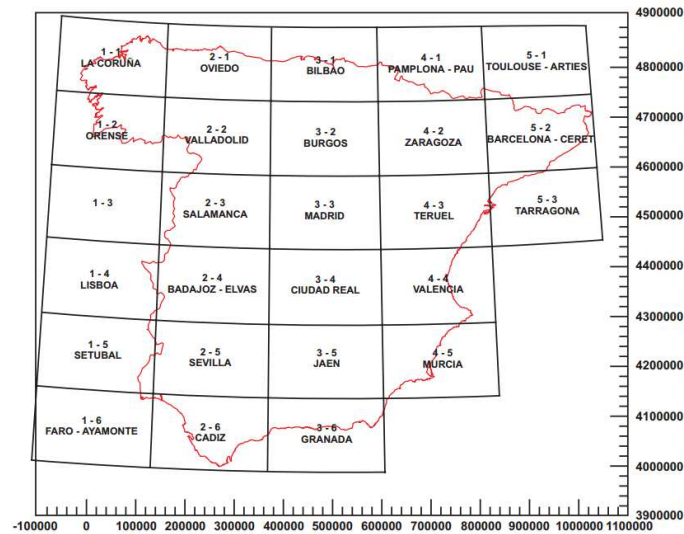 4900000
1 - 1
LA CORUÑA
2 - 1
OVIEDO
3 - 1
BILBAO
4 - 1
PAMPLONA - PAU
5 - 1
TOULOUSE - ARTIES
4800000
4700000
1 - 2
ORENSE
2 - 2
VALLADOLID
3 - 2
BURGOS
4 - 2
ZARAGOZA
5 - 2
BARCELONA - CERET
4600000
1 - 3
2 - 3
SALAMANCA
3 - 3
MADRID
4 - 3
TERUEL
5 - 3
TARRAGONA
4500000
4400000
1 - 4
LISBOA
2 - 4
BADAJOZ - ELVAS
3 - 4
CIUDAD REAL
4 - 4
VALENCIA
4300000
1 - 5
SETUBAL
2 - 5
SEVILLA
3 - 5
JAEN
4 - 5
MURCIA
4200000
4100000
1 - 6
FARO - AYAMONTE
2 - 6
CADIZ
3 - 6
GRANADA
4000000
3900000
-100000 0 100000 200000 300000 400000 500000 600000 700000 800000 900000 1000000 1100000